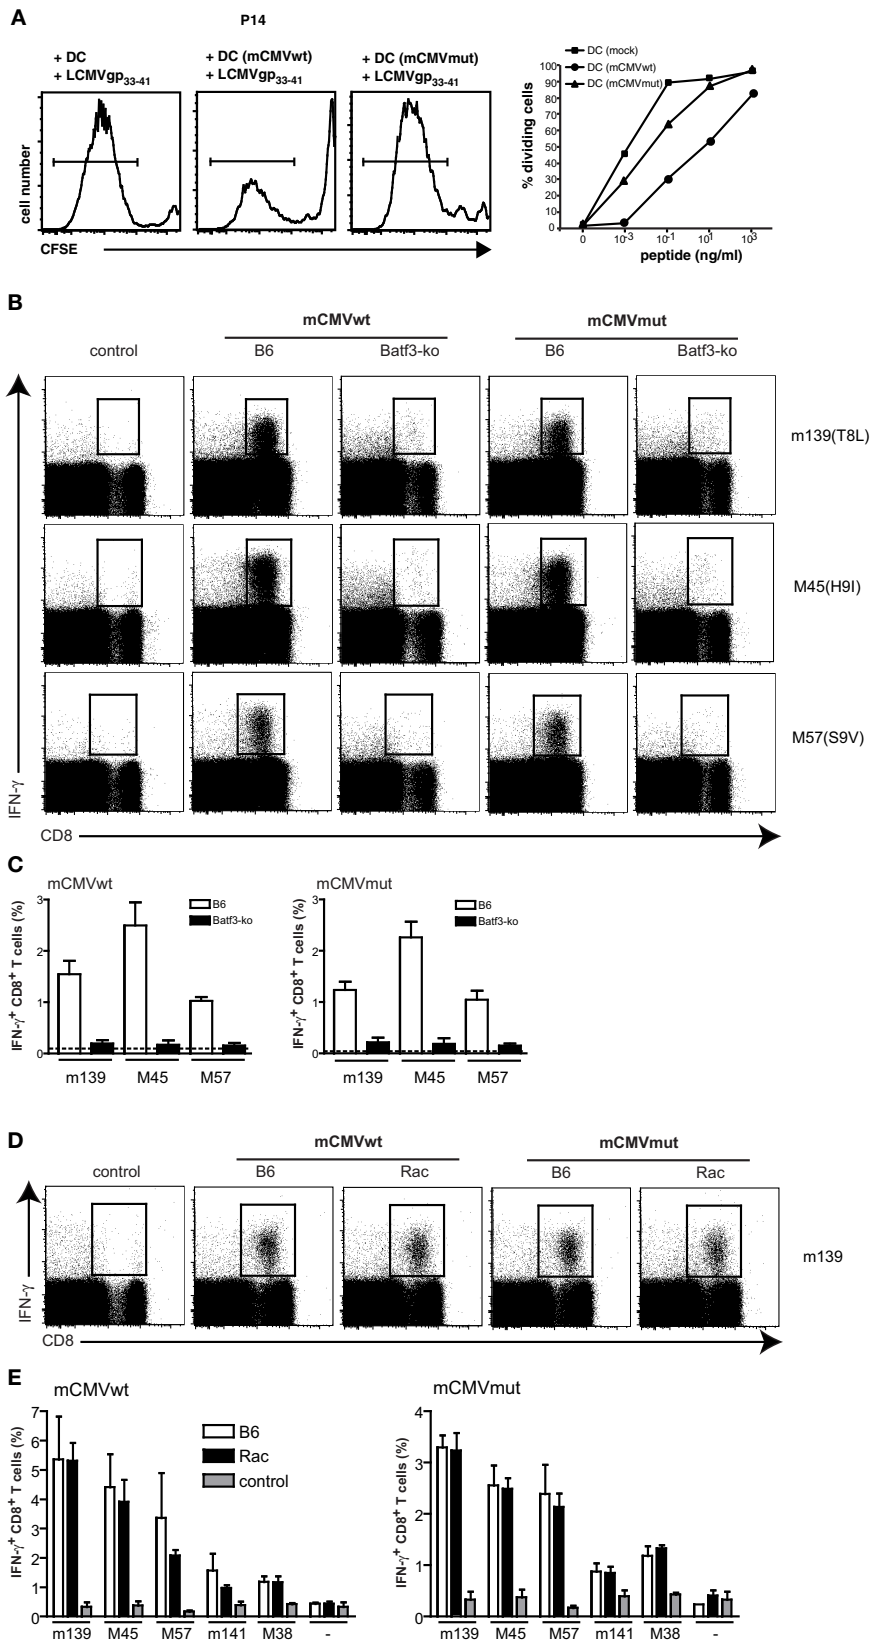 A
P14
+ DC
+ LCMVgp33-41
+ DC (mCMVwt)
+ LCMVgp33-41
+ DC (mCMVmut)
+ LCMVgp33-41
cell number
CFSE
DC (mock)
DC (mCMVwt)
DC (mCMVmut)
% dividing cells
100
90
80
70
60
50
40
30
20
10
0
0 10-3 10-1 101 103
peptide (ng/ml)
B
mCMVwt
mCMVmut
control B6 Batf3-ko B6 Batf3-ko
m139(T8L)
M45(H9I)
M57(S9V)
IFN-γ
CD8
C
mCMVwt
IFN-γ+ CD8+ T cells (%)
3
2
1
0
B6
Batf3-ko
m139 M45 M57
mCMVmut
IFN-γ+ CD8+ T cells (%)
3
2
1
0
B6
Batf3-ko
m139 M45 M57
D
mCMVwt
mCMVmut
control B6 Rac B6 Rac
m139
IFN-γ
CD8
E
mCMVwt
IFN-γ+ CD8+ T cells (%)
7
6
5
4
3
2
1
0
B6
Rac
control
m139 M45 M57 m141 M38 -
mCMVmut
IFN-γ+ CD8+ T cells (%)
4
3
2
1
0
m139 M45 M57 m141 M38 -